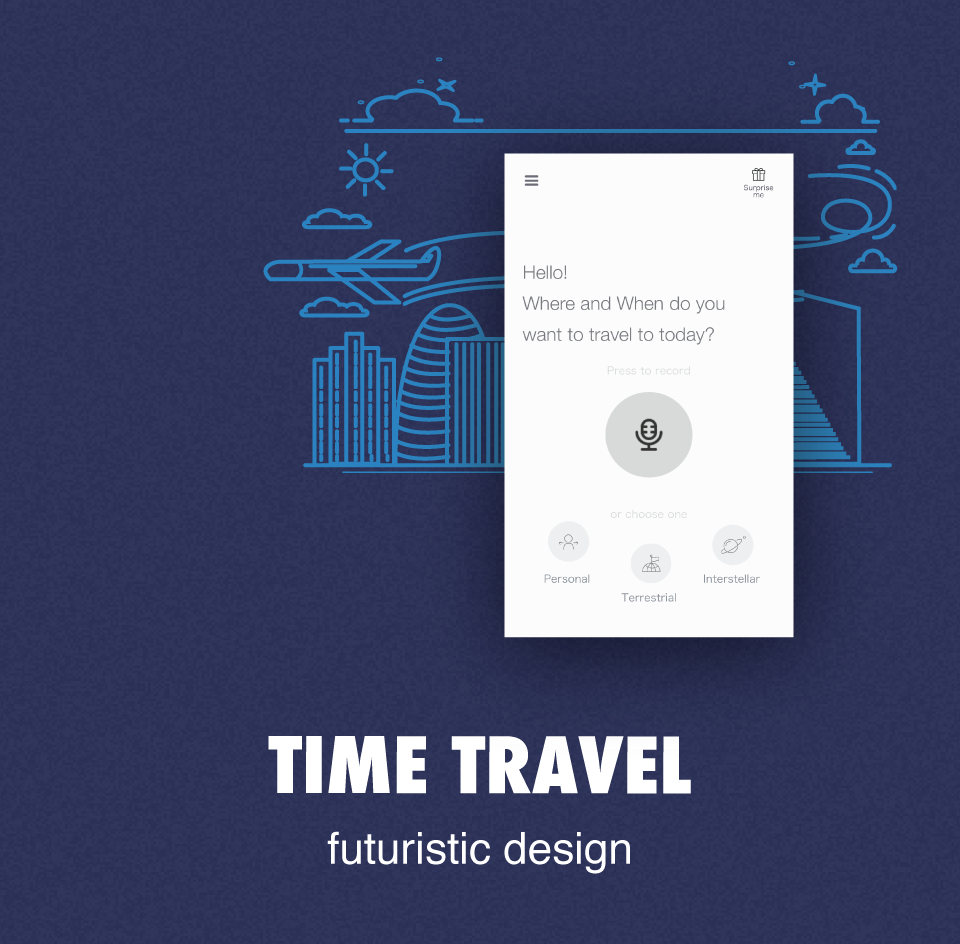 Surprise
me
Hello!
Where and When do you
want to travel to today?
Press to record
or choose one
Personal
Interstellar
Terrestrial
TIME TRAVEL
futuristic design